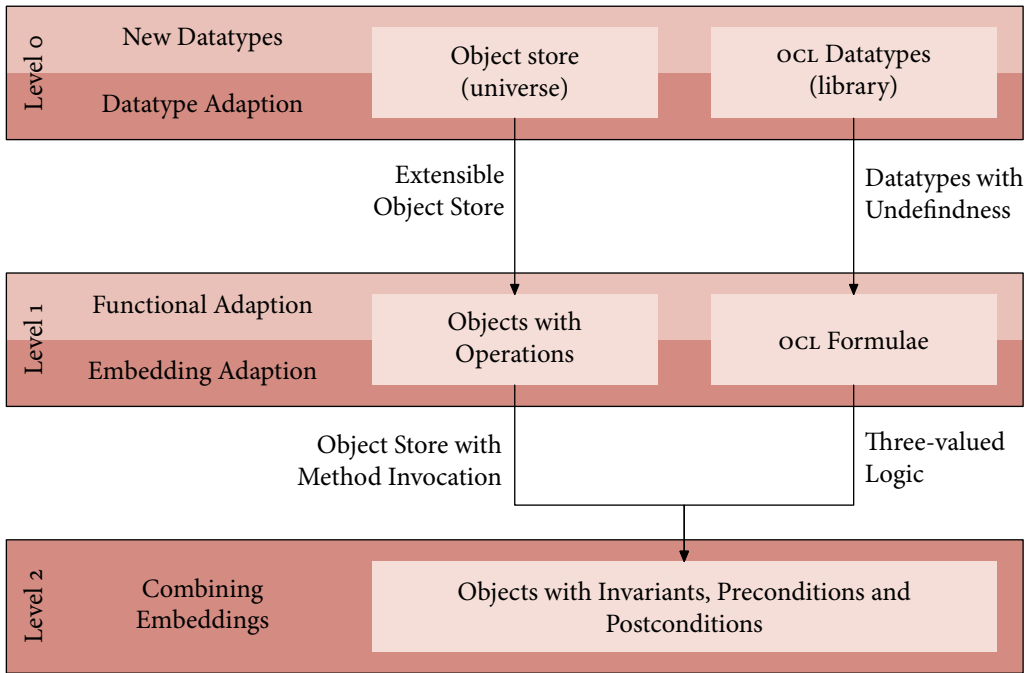 Level 0
New Datatypes
Datatype Adaption
Object store
(universe)
OCL Datatypes
(library)
Extensible
Object Store
Datatypes with
Undefindness
Level 1
Functional Adaption
Embedding Adaption
Objects with
Operations
OCL Formulae
Object Store with
Method Invocation
Three-valued
Logic
Level 2
Combining
Embeddings
Objects with Invariants, Preconditions and
Postconditions